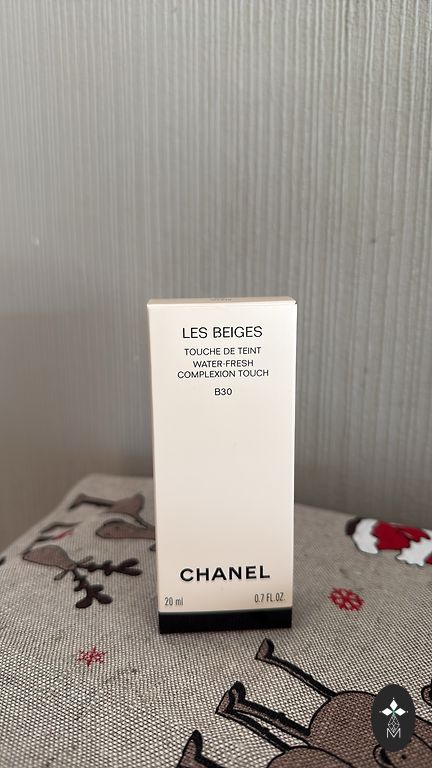 LES BEIGES
TOUCHE DE TEINT
WATER-FRESH
COMPLEXION TOUCH
B30
CHANEL
20 ml 0.7 FL.OZ.
M